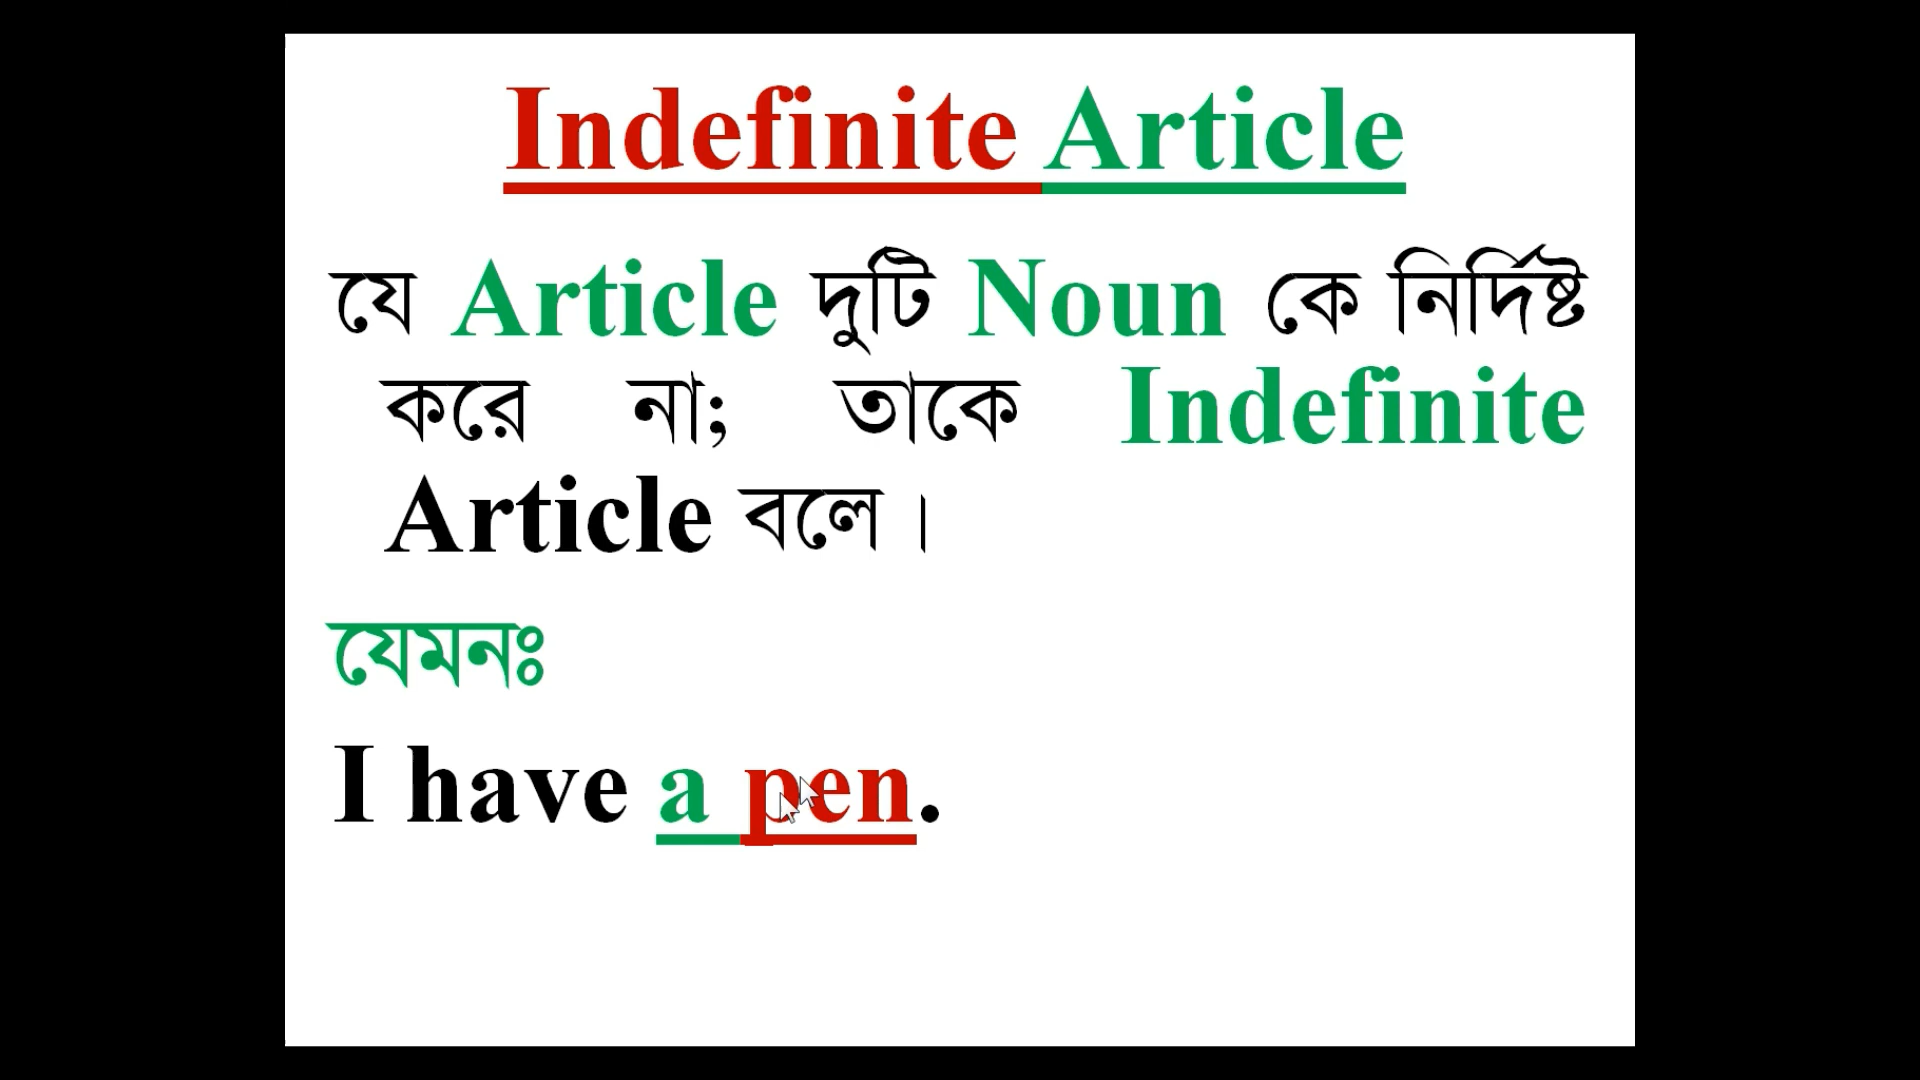 Indefinite Article
যে Article দুটি Noun কে নির্দিষ্ট
করে না; তাকে Indefinite
Article বলে।
যেমনঃ
I have a pen.